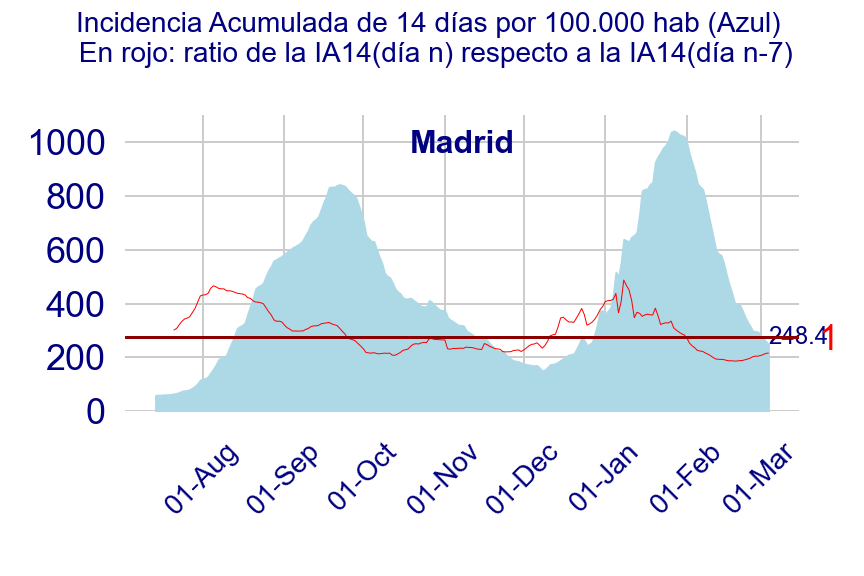 Incidencia Acumulada de 14 días por 100.000 hab (Azul)
En rojo: ratio de la IA14(día n) respecto a la IA14(día n-7)
Madrid
1000
800
600
400
200
0
248.4
1
01-Aug
01-Sep
01-Oct
01-Nov
01-Dec
01-Jan
01-Feb
01-Mar